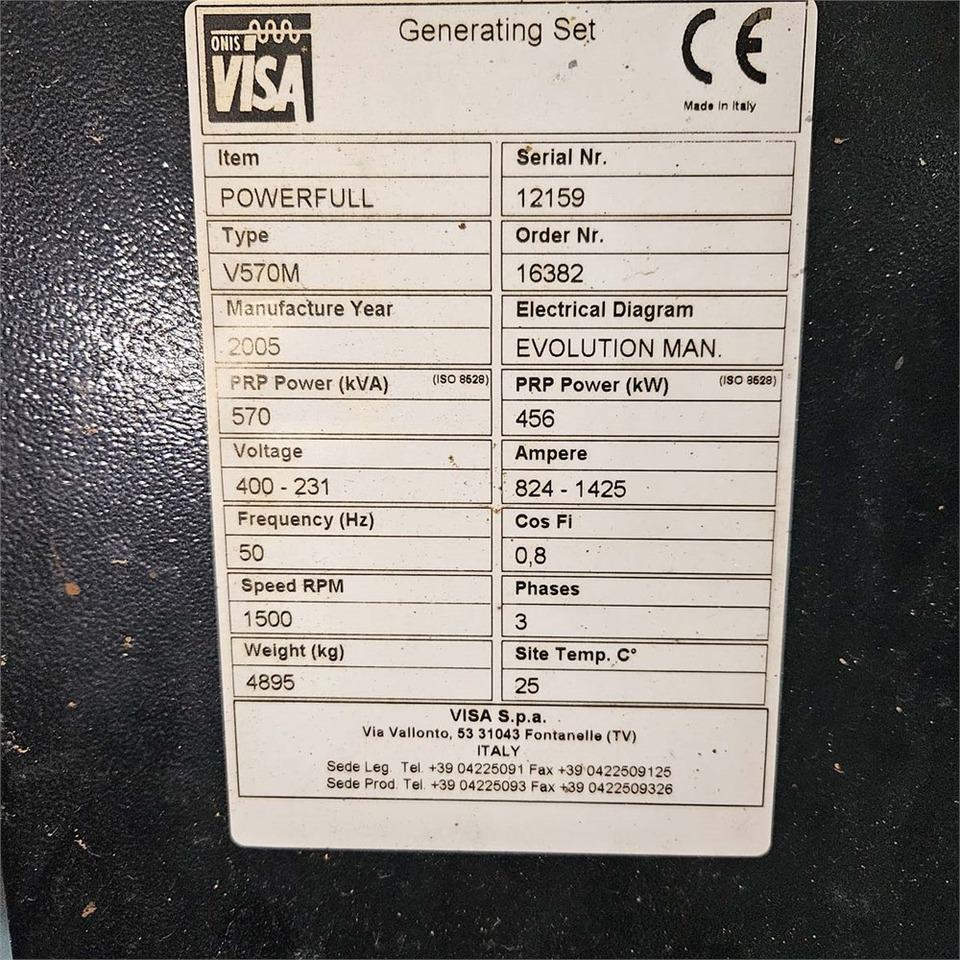 ONIS
VISA
Generating Set
CE
Made in Italy
Item
POWERFULL
Serial Nr.
12159
Type
V570M
Order Nr.
16382
Manufacture Year
2005
Electrical Diagram
EVOLUTION MAN.
PRP Power (kVA) (ISO 8528)
570
PRP Power (kW) (ISO 8528)
456
Voltage
400 - 231
Ampere
824 - 1425
Frequency (Hz)
50
Cos Fi
0,8
Speed RPM
1500
Phases
3
Weight (kg)
4895
Site Temp. C°
25
VISA S.p.a.
Via Vallonto, 53 31043 Fontanelle (TV)
ITALY
Sede Leg. Tel. +39 04225091 Fax +39 0422509125
Sede Prod. Tel. +39 04225093 Fax +39 0422509326